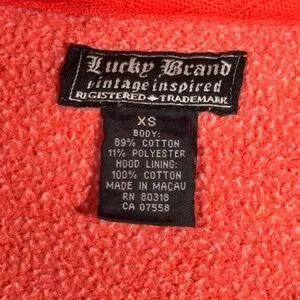 Lucky Brand
vintage inspired
REGISTERED TRADEMARK
XS
BODY:
89% COTTON
11% POLYESTER
HOOD LINING:
100% COTTON
MADE IN MACAU
RN 80318
CA 07558